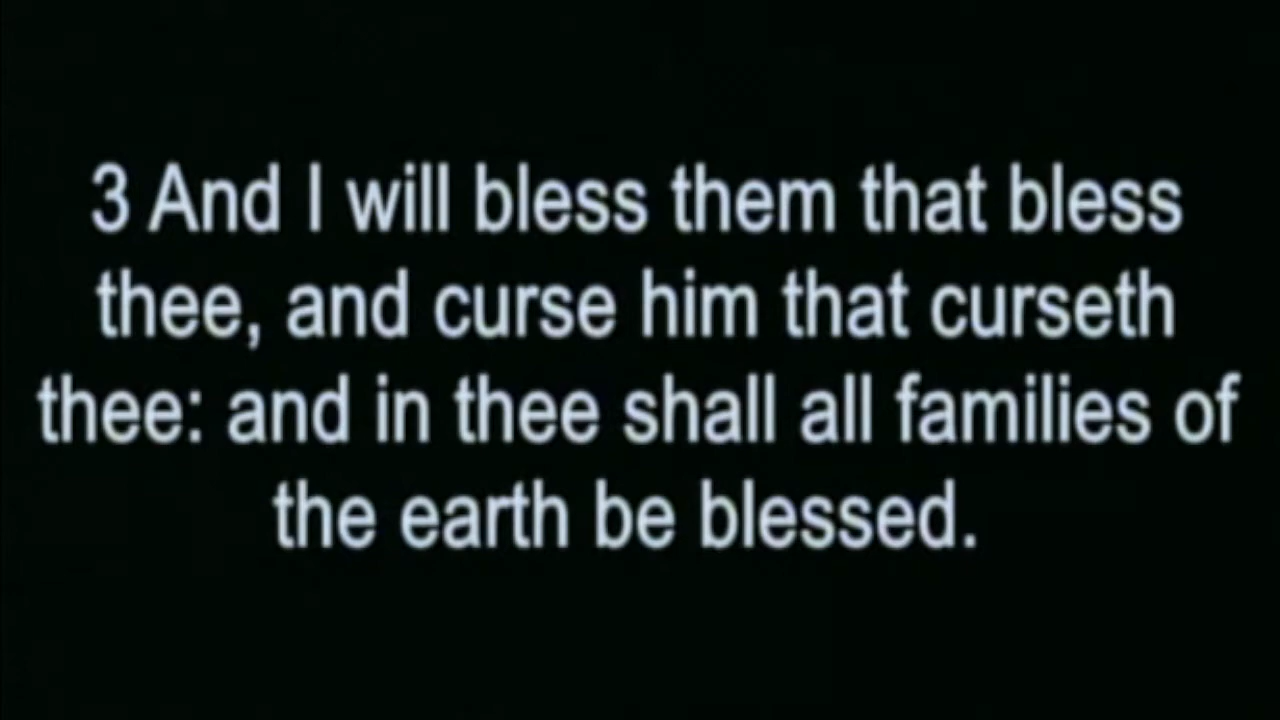 3 And I will bless them that bless
thee, and curse him that curseth
thee: and in thee shall all families of
the earth be blessed.